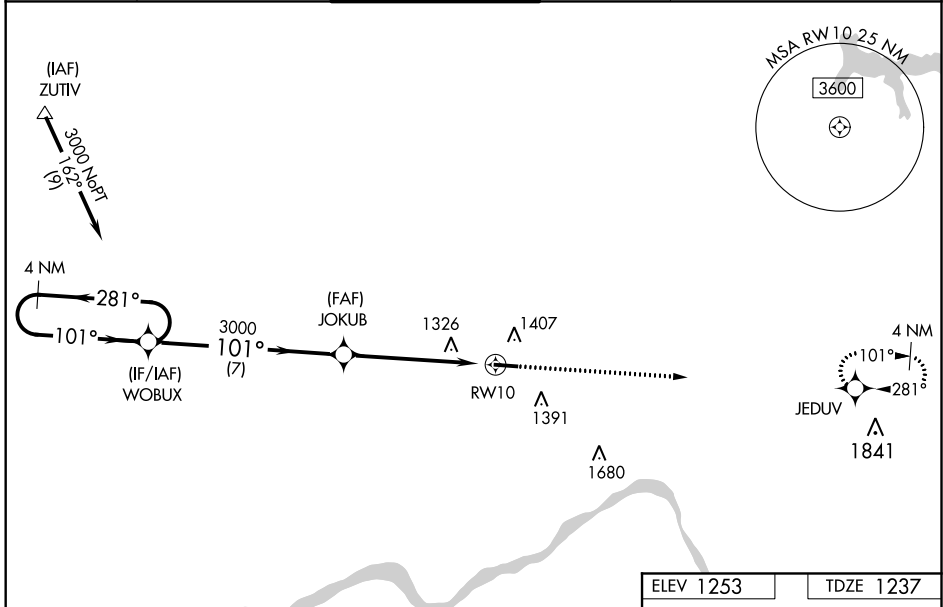 MSA RW10 25 NM
3600
(IAF)
ZUTIV
3000 NoPT
162°
(9)
4 NM
281°
101°
(IF/IAF)
WOBUX
3000
101°
(7)
(FAF)
JOKUB
1326
1407
RW10
1391
1680
4 NM
101°
281°
JEDUV
1841
ELEV 1253
TDZE 1237